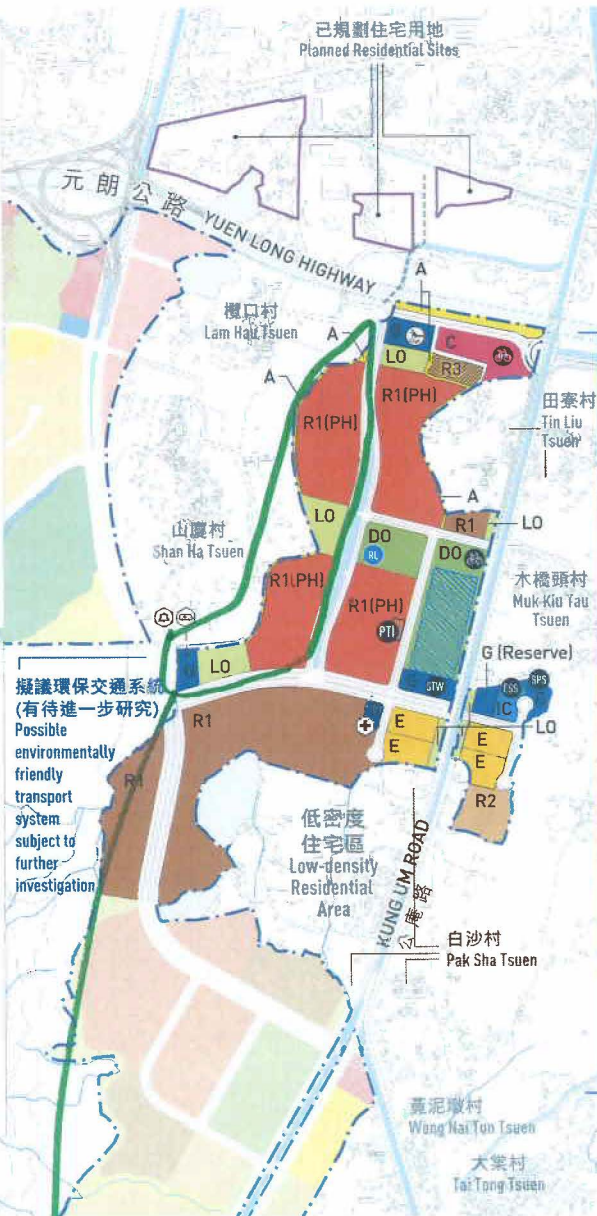 已規劃住宅用地
Planned Residential Sites
元朗公路
YUEN LONG HIGHWAY
A
欖口村
Lam Hau Tsuen
A
G
C
LO
R3
A
R1(PH)
R1(PH)
田寮村
Tin Liu
Tsuen
A
LO
R1
LO
山廈村
Shan Ha Tsuen
DO
RL
DO
R1(PH)
R1(PH)
木橋頭村
Muk Kiu Tau
Tsuen
PTI
G (Reserve)
G
LO
G
STW
ESS
SPS
IC
擬議環保交通系統
(有待進一步研究)
Possible
environmentally
friendly
transport
system
subject to
further
investigation
R1
E
LO
E
E
E
R1
R2
低密度
住宅區
Low-density
Residential
Area
KUNG UM ROAD
公庵路
白沙村
Pak Sha Tsuen
黃泥墩村
Wong Nai Tun Tsuen
大棠村
Tai Tong Tsuen